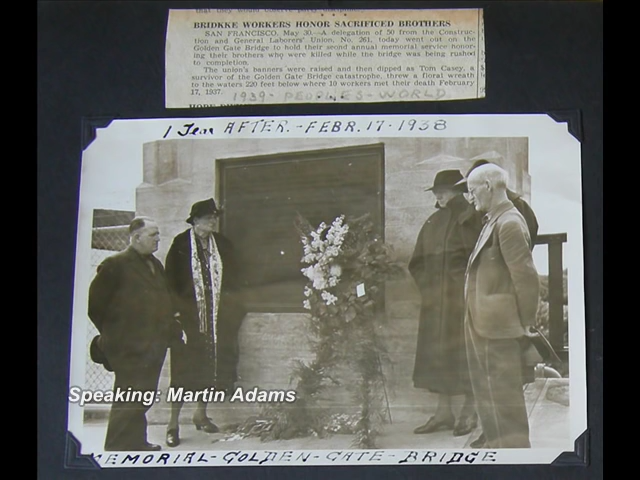 BRIDKKE WORKERS HONOR SACRIFICED BROTHERS
SAN FRANCISCO, May 30.—A delegation of 50 from the Construc-
tion and General Laborers' Union, No. 261, today went out on the
Golden Gate Bridge to hold their second annual memorial service honor-
ing their brothers who were killed while the bridge was being rushed
to completion.
The union's banners were raised and then dipped as Tom Casey, a
survivor of the Golden Gate Bridge catastrophe, threw a floral wreath
to the waters 220 feet below where 10 workers met their death February
17, 1937.
1939 - PEOPLES - WORLD
1 Year AFTER.-FEBR. 17 - 1938
Speaking: Martin Adams
MEMORIAL-GOLDEN-GATE-BRIDGE